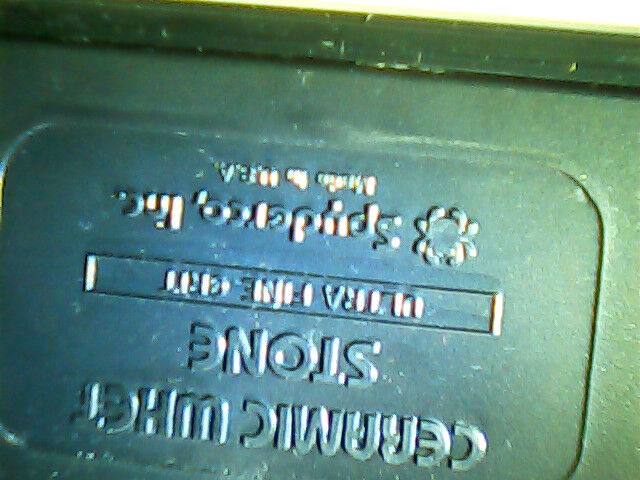 CERAMIC WHET
STONE
ULTRA FINE GRIT
Spyderco, Inc.
Made In U.S.A.